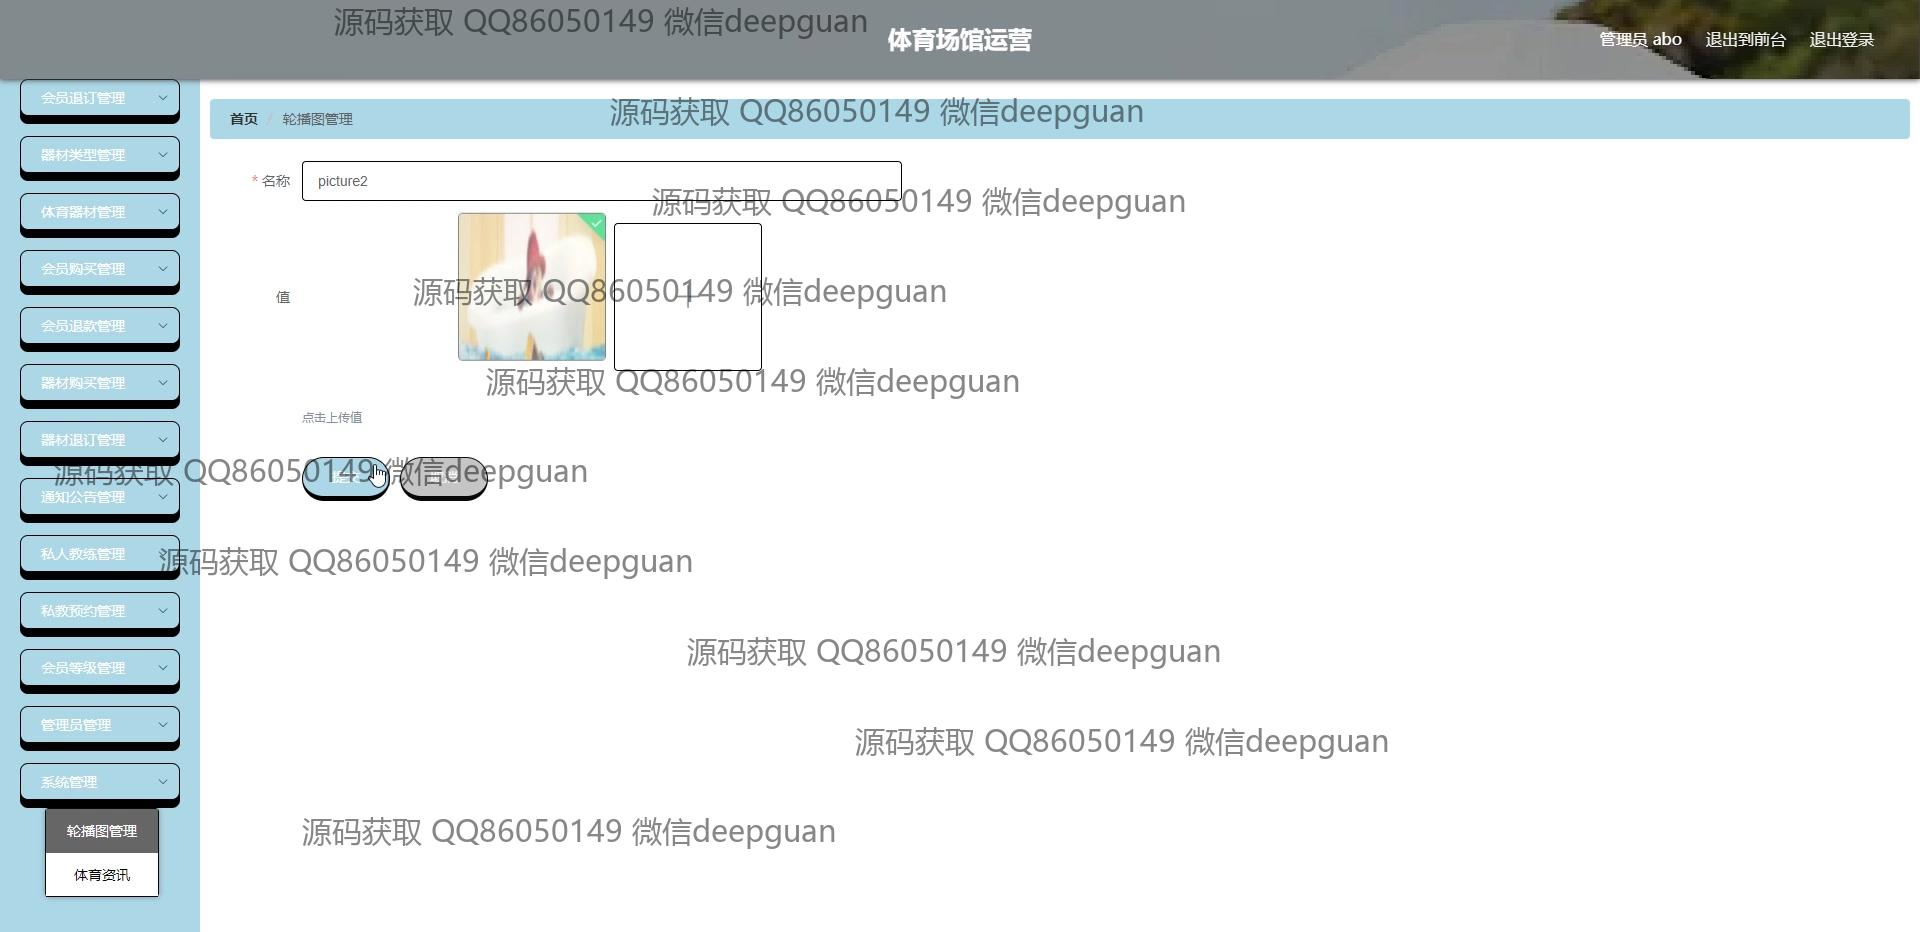 源码获取 QQ86050149 微信deepguan
体育场馆运营
管理员 abo 退出到前台 退出登录
会员退订管理
首页 / 轮播图管理
源码获取 QQ86050149 微信deepguan
器材类型管理
* 名称 picture2
源码获取 QQ86050149 微信deepguan
体育器材管理
会员购买管理
值
源码获取 QQ86050149 微信deepguan
会员退款管理
器材购买管理
源码获取 QQ86050149 微信deepguan
点击上传值
器材退订管理
源码获取 QQ86050149 微信deepguan
通知公告管理
私人教练管理
源码获取 QQ86050149 微信deepguan
私教预约管理
源码获取 QQ86050149 微信deepguan
会员等级管理
管理员管理
源码获取 QQ86050149 微信deepguan
系统管理
轮播图管理
源码获取 QQ86050149 微信deepguan
体育资讯